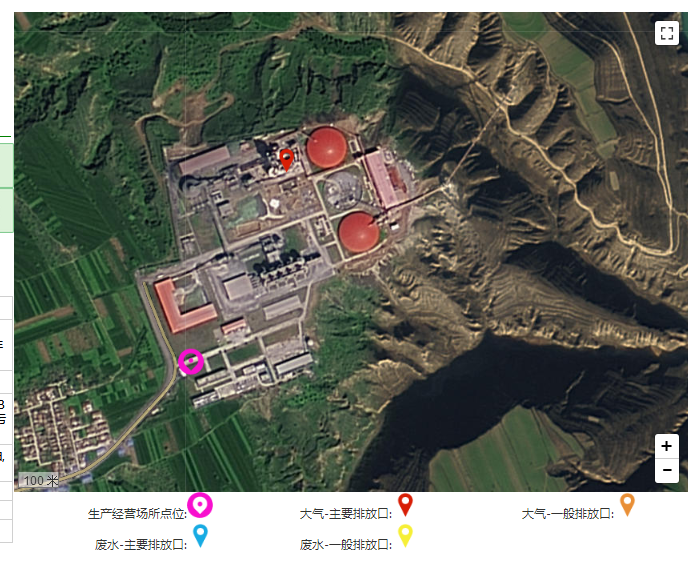 B
号
+
−
100 米
生产经营场所点位:
大气-主要排放口:
大气-一般排放口:
废水-主要排放口:
废水-一般排放口: